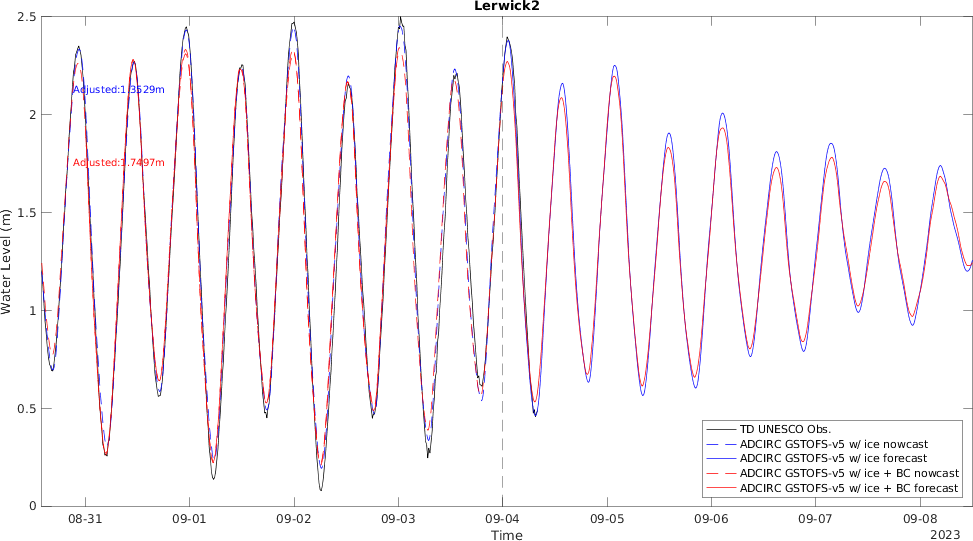 Lerwick2
2.5
2
1.5
1
0.5
0
Water Level (m)
Adjusted:1.3529m
Adjusted:1.7497m
TD UNESCO Obs.
ADCIRC GSTOFS-v5 w/ ice nowcast
ADCIRC GSTOFS-v5 w/ ice forecast
ADCIRC GSTOFS-v5 w/ ice + BC nowcast
ADCIRC GSTOFS-v5 w/ ice + BC forecast
08-31 09-01 09-02 09-03 09-04 09-05 09-06 09-07 09-08
Time
2023